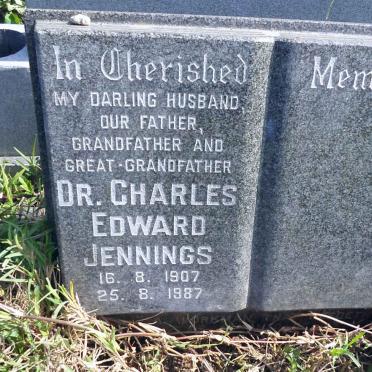 In Cherished
MY DARLING HUSBAND,
OUR FATHER,
GRANDFATHER AND
GREAT-GRANDFATHER
DR. CHARLES
EDWARD
JENNINGS
16. 8. 1907
25. 8. 1987
Mem